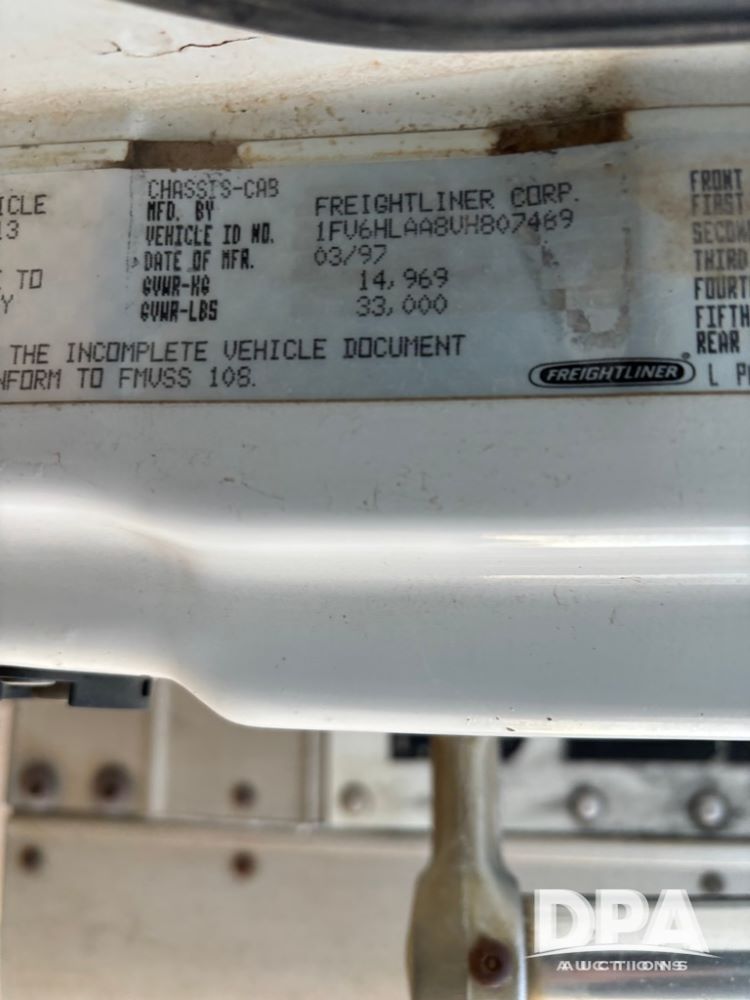 CHASSIS-CAB
MFD. BY FREIGHTLINER CORP.
VEHICLE ID NO. 1FV6HLAA8VH807469
DATE OF MFR. 03/97
GVWR-KG 14,969
GVWR-LBS 33,000
ICLE
13
TO
Y
THE INCOMPLETE VEHICLE DOCUMENT
NFORM TO FMVSS 108.
FREIGHTLINER
FRONT
FIRST
SECOND
THIRD
FOURTH
FIFTH
REAR
L
DPA
AUCTIONS